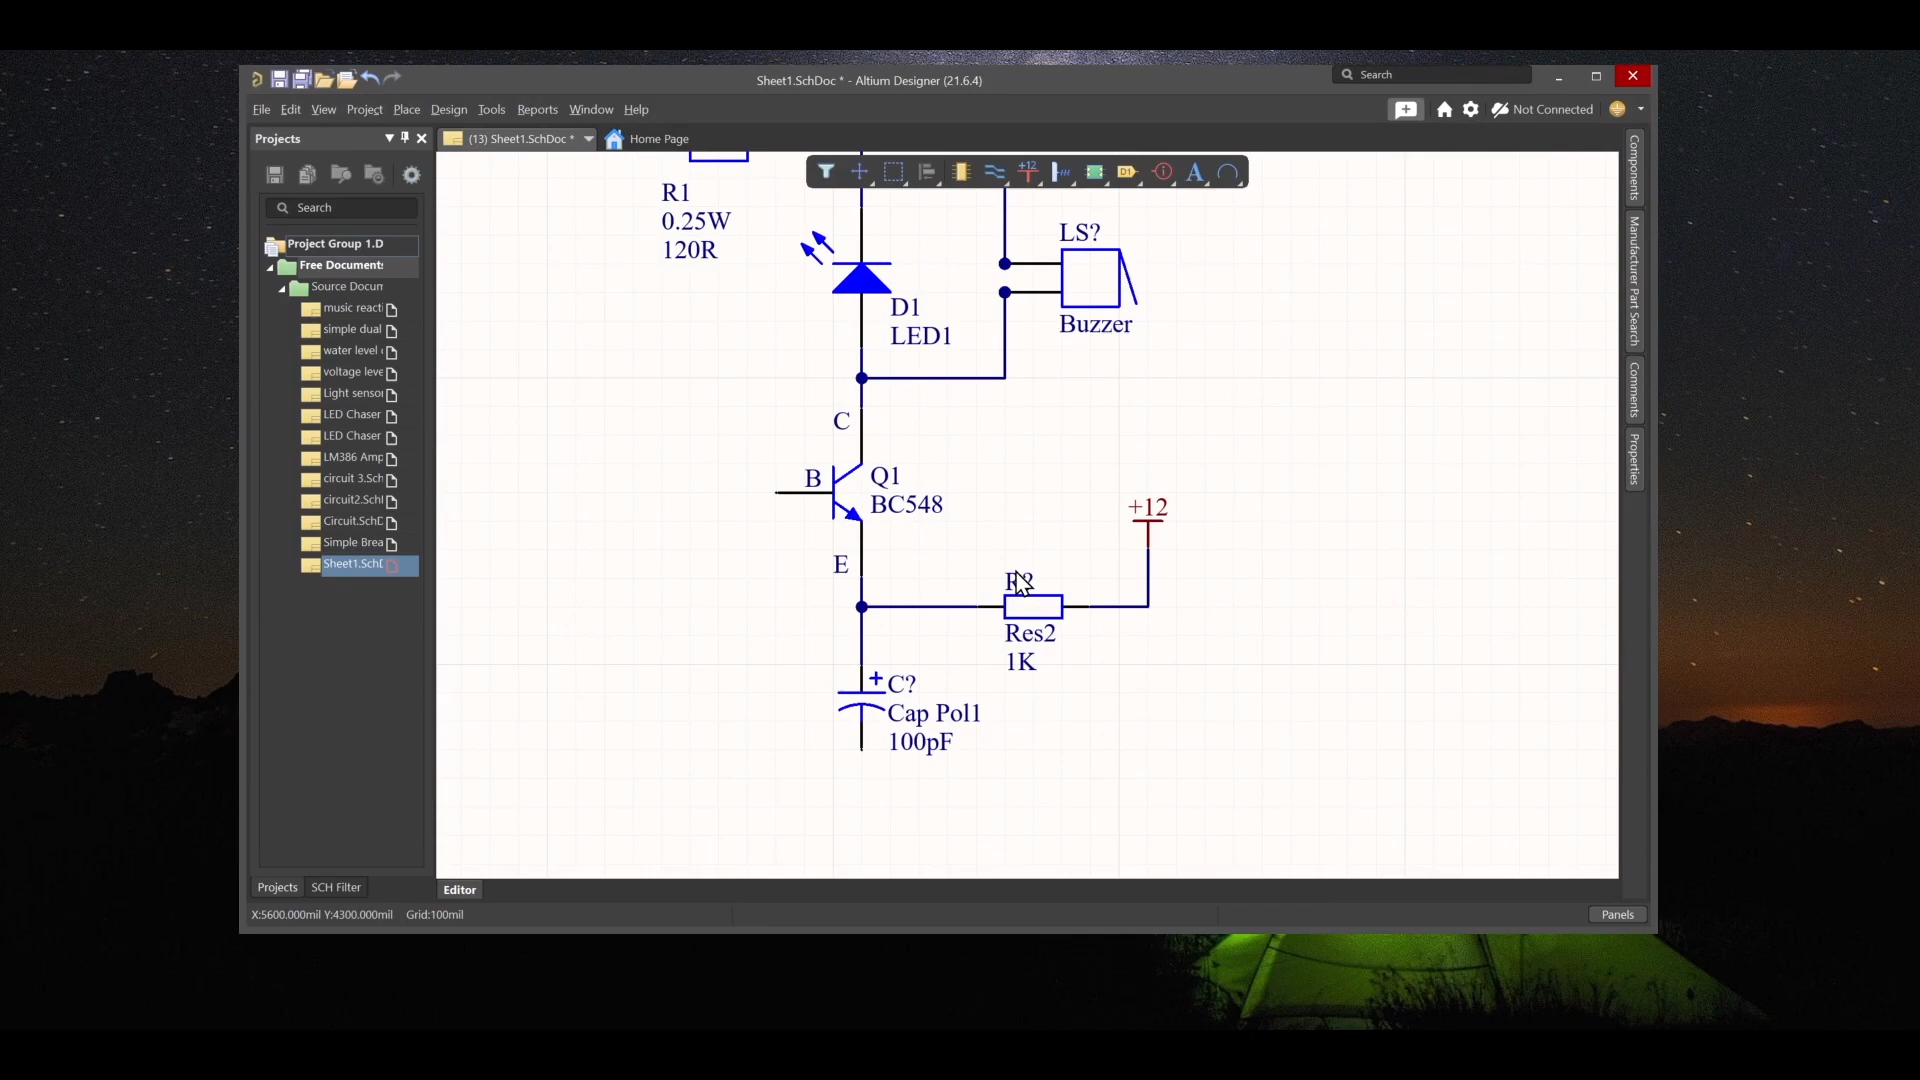 Sheet1.SchDoc * - Altium Designer (21.6.4)
Search
File Edit View Project Place Design Tools Reports Window Help
Not Connected
Projects
(13) Sheet1.SchDoc *
Home Page
Search
Project Group 1.D
Free Documents
Source Docum
music reacti
simple dual
water level
voltage leve
Light sensor
LED Chaser
LED Chaser
LM386 Amp
circuit 3.Sch
circuit2.Sch
Circuit.SchD
Simple Brea
Sheet1.SchD
+12
D1
A
R1
0.25W
120R
LS?
Buzzer
D1
LED1
C
B
Q1
BC548
E
+12
Res2
1K
+
C?
Cap Pol1
100pF
Components
Manufacturer Part Search
Comments
Properties
Projects
SCH Filter
Editor
X:5600.000mil Y:4300.000mil Grid:100mil
Panels